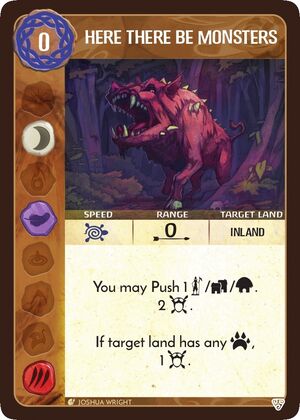 0 HERE THERE BE MONSTERS
SPEED RANGE TARGET LAND
0 INLAND
You may Push 1 / / .
2 .
If target land has any ,
1 .
JOSHUA WRIGHT